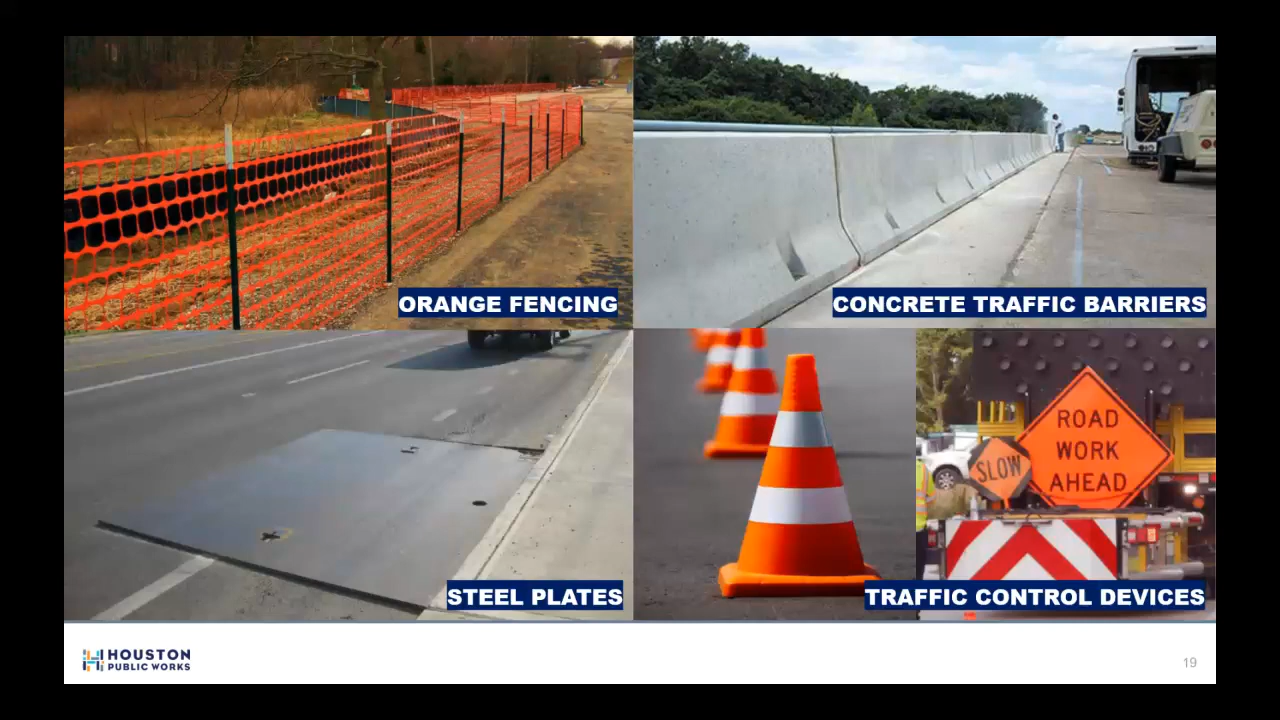 ORANGE FENCING
CONCRETE TRAFFIC BARRIERS
STEEL PLATES
ROAD
WORK
AHEAD
SLOW
TRAFFIC CONTROL DEVICES
HOUSTON
PUBLIC WORKS
19